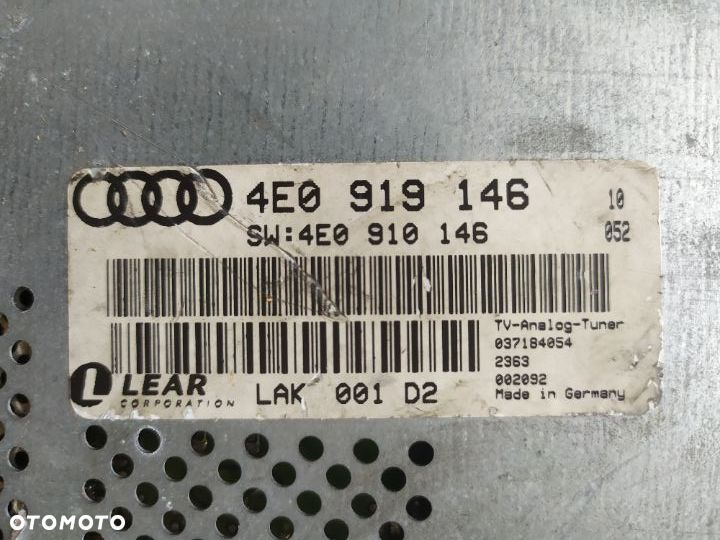 4E0 919 146 10
SW:4E0 910 146 052
TV-Analog-Tuner
037184054
2363
002092
Made in Germany
L LEAR
CORPORATION
LAK 001 D2
OTOMOTO